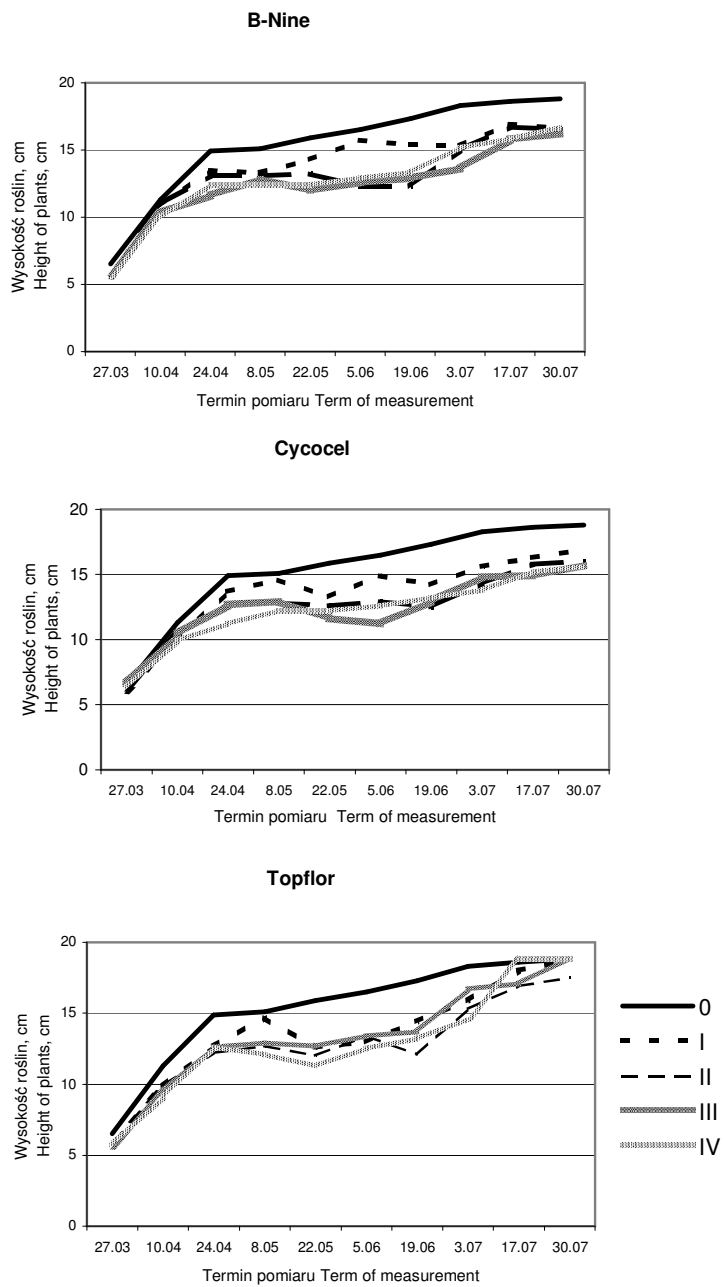 B-Nine
20
15
10
5
0
Wysokość roślin, cm
Height of plants, cm
27.03 10.04 24.04 8.05 22.05 5.06 19.06 3.07 17.07 30.07
Termin pomiaru Term of measurement
Cycocel
20
15
10
5
0
Wysokość roślin, cm
Height of plants, cm
27.03 10.04 24.04 8.05 22.05 5.06 19.06 3.07 17.07 30.07
Termin pomiaru Term of measurement
Topflor
20
15
10
5
0
Wysokość roślin, cm
Height of plants, cm
27.03 10.04 24.04 8.05 22.05 5.06 19.06 3.07 17.07 30.07
Termin pomiaru Term of measurement
0
I
II
III
IV